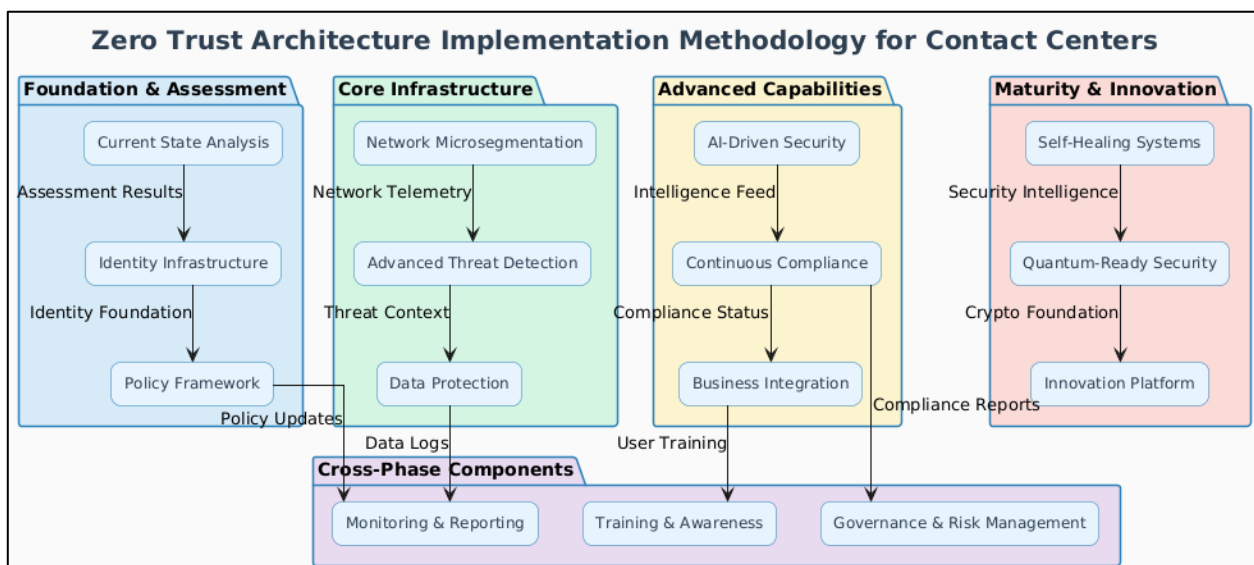 Zero Trust Architecture Implementation Methodology for Contact Centers
Foundation & Assessment
Current State Analysis
Assessment Results
Identity Infrastructure
Identity Foundation
Policy Framework
Policy Updates
Core Infrastructure
Network Microsegmentation
Network Telemetry
Advanced Threat Detection
Threat Context
Data Protection
Data Logs
Advanced Capabilities
AI-Driven Security
Intelligence Feed
Continuous Compliance
Compliance Status
Business Integration
User Training
Compliance Reports
Maturity & Innovation
Self-Healing Systems
Security Intelligence
Quantum-Ready Security
Crypto Foundation
Innovation Platform
Cross-Phase Components
Monitoring & Reporting
Training & Awareness
Governance & Risk Management